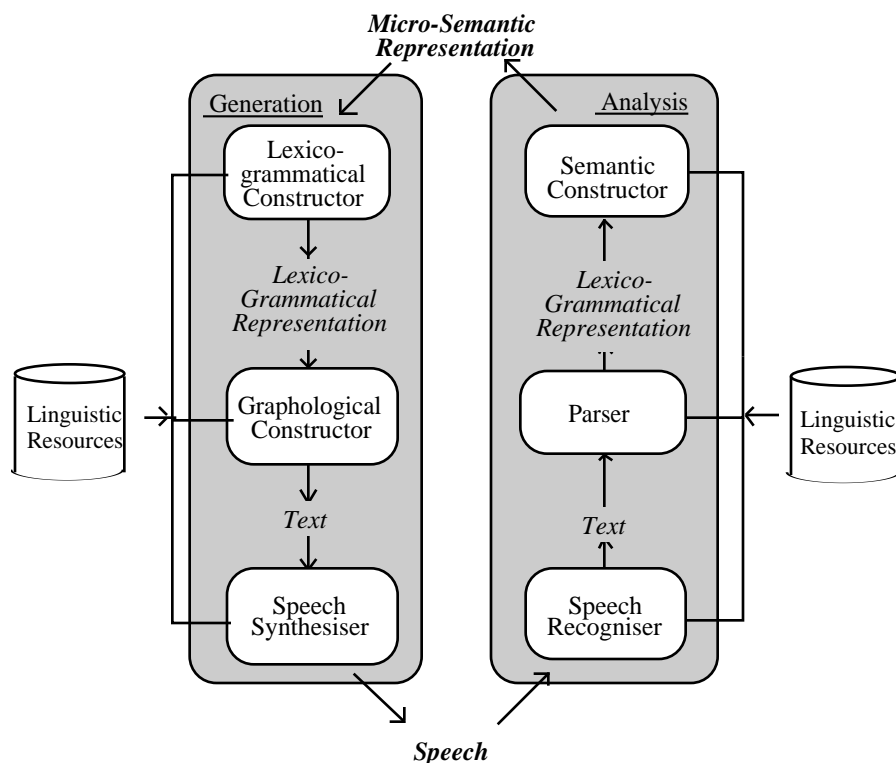 Micro-Semantic
Representation
Generation
Lexico-
grammatical
Constructor
Lexico-
Grammatical
Representation
Linguistic
Resources
Graphological
Constructor
Text
Speech
Synthesiser
Analysis
Semantic
Constructor
Lexico-
Grammatical
Representation
Parser
Linguistic
Resources
Text
Speech
Recogniser
Speech